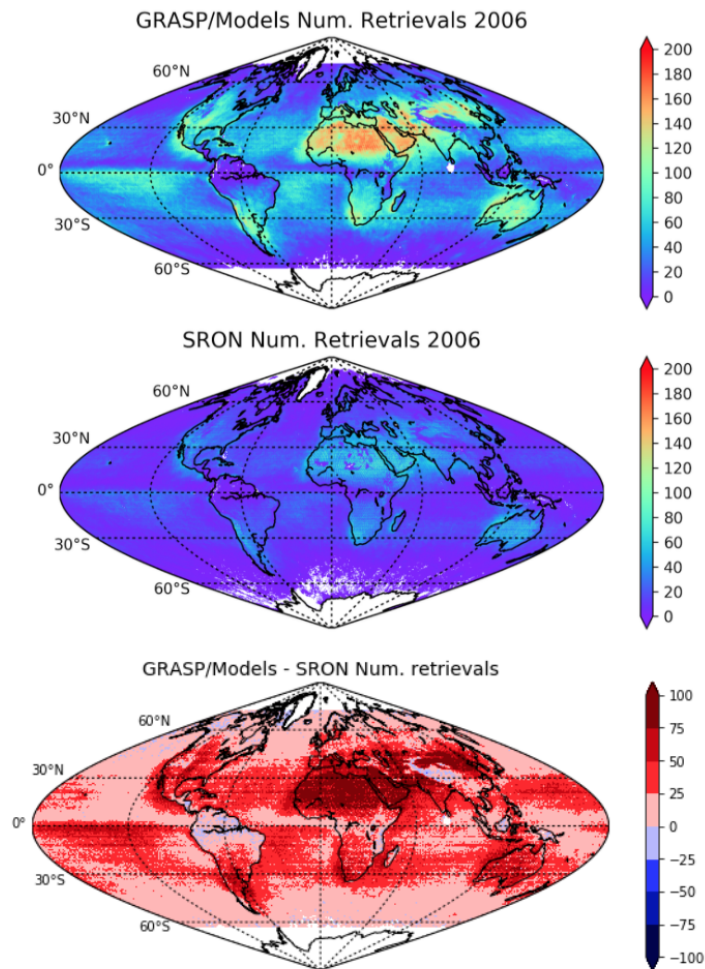 GRASP/Models Num. Retrievals 2006
60°N
30°N
0°
30°S
60°S
200
180
160
140
120
100
80
60
40
20
0
SRON Num. Retrievals 2006
60°N
30°N
0°
30°S
60°S
200
180
160
140
120
100
80
60
40
20
0
GRASP/Models - SRON Num. retrievals
60°N
30°N
0°
30°S
60°S
100
75
50
25
0
−25
−50
−75
−100